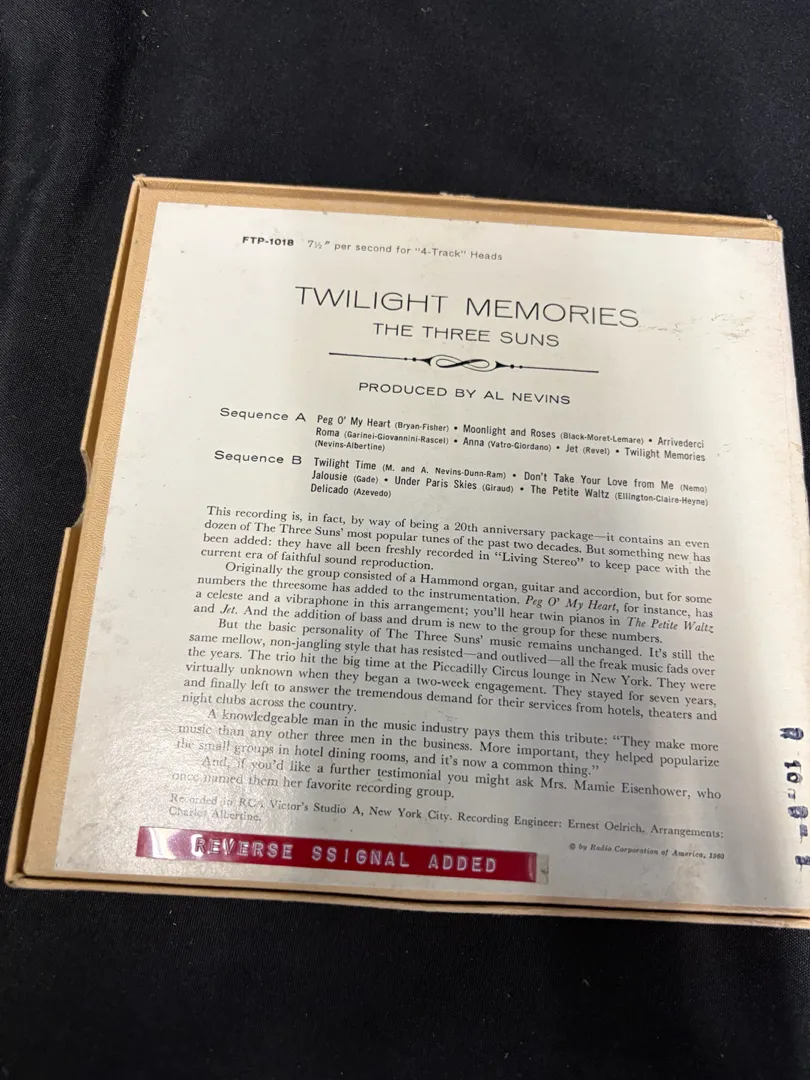 FTP-1018 7½" per second for "4-Track" Heads
TWILIGHT MEMORIES
THE THREE SUNS
PRODUCED BY AL NEVINS
Sequence A Peg O' My Heart (Bryan-Fisher) • Moonlight and Roses (Black-Moret-Lemare) • Arrivederci
Roma (Garinei-Giovannini-Rascel) • Anna (Vatro-Giordano) • Jet (Revel) • Twilight Memories
(Nevins-Albertine)
Sequence B Twilight Time (M. and A. Nevins-Dunn-Ram) • Don't Take Your Love from Me (Nemo)
Jalousie (Gade) • Under Paris Skies (Giraud) • The Petite Waltz (Ellington-Claire-Heyne)
Delicado (Azevedo)
This recording is, in fact, by way of being a 20th anniversary package—it contains an even
dozen of The Three Suns' most popular tunes of the past two decades. But something new has
been added: they have all been freshly recorded in "Living Stereo" to keep pace with the
current era of faithful sound reproduction.
Originally the group consisted of a Hammond organ, guitar and accordion, but for some
numbers the threesome has added to the instrumentation. Peg O' My Heart, for instance, has
a celeste and a vibraphone in this arrangement; you'll hear twin pianos in The Petite Waltz
and Jet. And the addition of bass and drum is new to the group for these numbers.
But the basic personality of The Three Suns' music remains unchanged. It's still the
same mellow, non-jangling style that has resisted—and outlived—all the freak music fads over
the years. The trio hit the big time at the Piccadilly Circus lounge in New York. They were
virtually unknown when they began a two-week engagement. They stayed for seven years,
and finally left to answer the tremendous demand for their services from hotels, theaters and
night clubs across the country.
A knowledgeable man in the music industry pays them this tribute: "They make more
music than any other three men in the business. More important, they helped popularize
the small groups in hotel dining rooms, and it's now a common thing."
And, if you'd like a further testimonial you might ask Mrs. Mamie Eisenhower, who
once named them her favorite recording group.
Recorded in RCA Victor's Studio A, New York City. Recording Engineer: Ernest Oelrich. Arrangements:
Charles Albertine.
© by Radio Corporation of America, 1960
REVERSE SSIGNAL ADDED